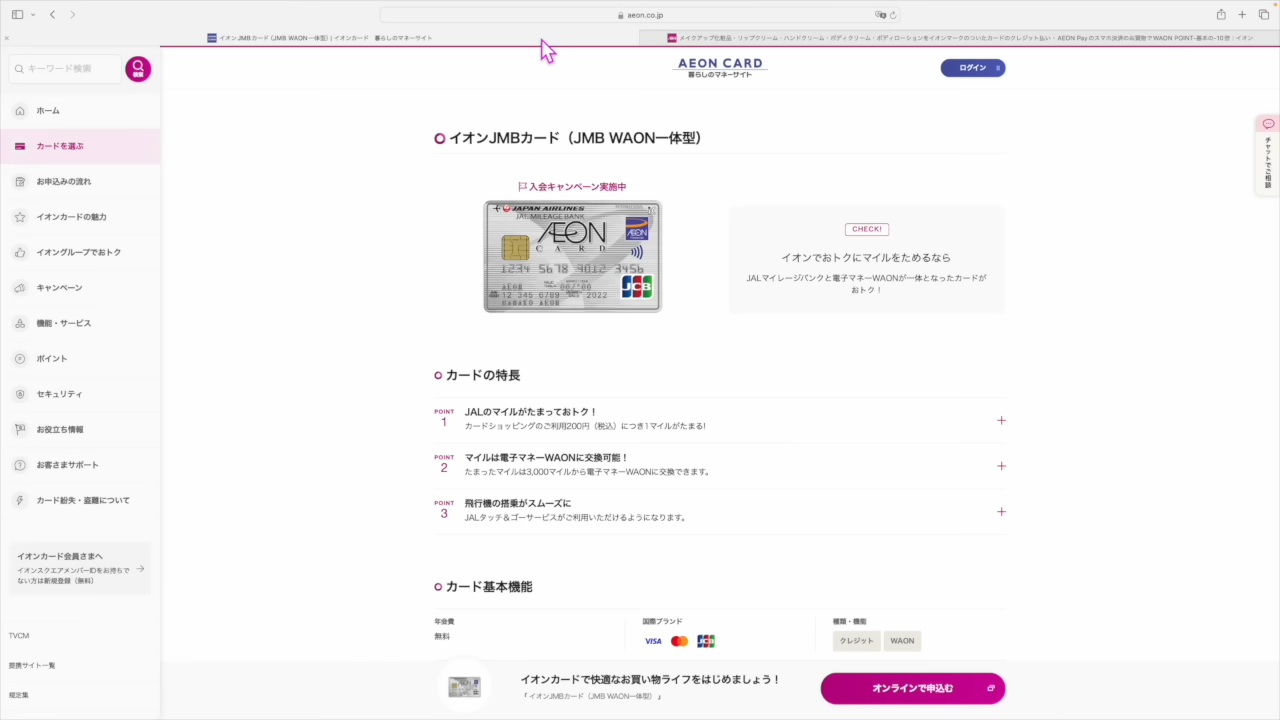 aeon.co.jp
イオンJMBカード（JMB WAON一体型）| イオンカード 暮らしのマネーサイト
メイクアップ化粧品・リップクリーム・ハンドクリーム・ボディクリーム・ボディローションをイオンマークのついたカードのクレジット払い・AEON Payのスマホ決済のお買物でWAON POINT-基本の-10倍｜イオン
キーワード検索
検索
AEON CARD
暮らしのマネーサイト
ログイン
ホーム
カードを選ぶ
お申込みの流れ
イオンカードの魅力
イオングループでおトク
キャンペーン
機能・サービス
ポイント
セキュリティ
お役立ち情報
お客さまサポート
カード紛失・盗難について
イオンカード会員さまへ
イオンスクエアメンバーIDをお持ちで
ない方は新規登録（無料）
TVCM
提携サイト一覧
規定集
チャットでご相談
イオンJMBカード（JMB WAON一体型）
入会キャンペーン実施中
JAPAN AIRLINES
JAL MILEAGE BANK
AEON
CARD
1234 5678 9012 3456
JCB
CHECK!
イオンでおトクにマイルをためるなら
JALマイレージバンクと電子マネーWAONが一体となったカードが
おトク！
カードの特長
POINT
1
JALのマイルがたまっておトク！
カードショッピングのご利用200円（税込）につき1マイルがたまる!
POINT
2
マイルは電子マネーWAONに交換可能！
たまったマイルは3,000マイルから電子マネーWAONに交換できます。
POINT
3
飛行機の搭乗がスムーズに
JALタッチ＆ゴーサービスがご利用いただけるようになります。
カード基本機能
年会費
無料
国際ブランド
VISA
JCB
種類・機能
クレジット
WAON
イオンカードで快適なお買い物ライフをはじめましょう！
「 イオンJMBカード（JMB WAON一体型） 」
オンラインで申込む